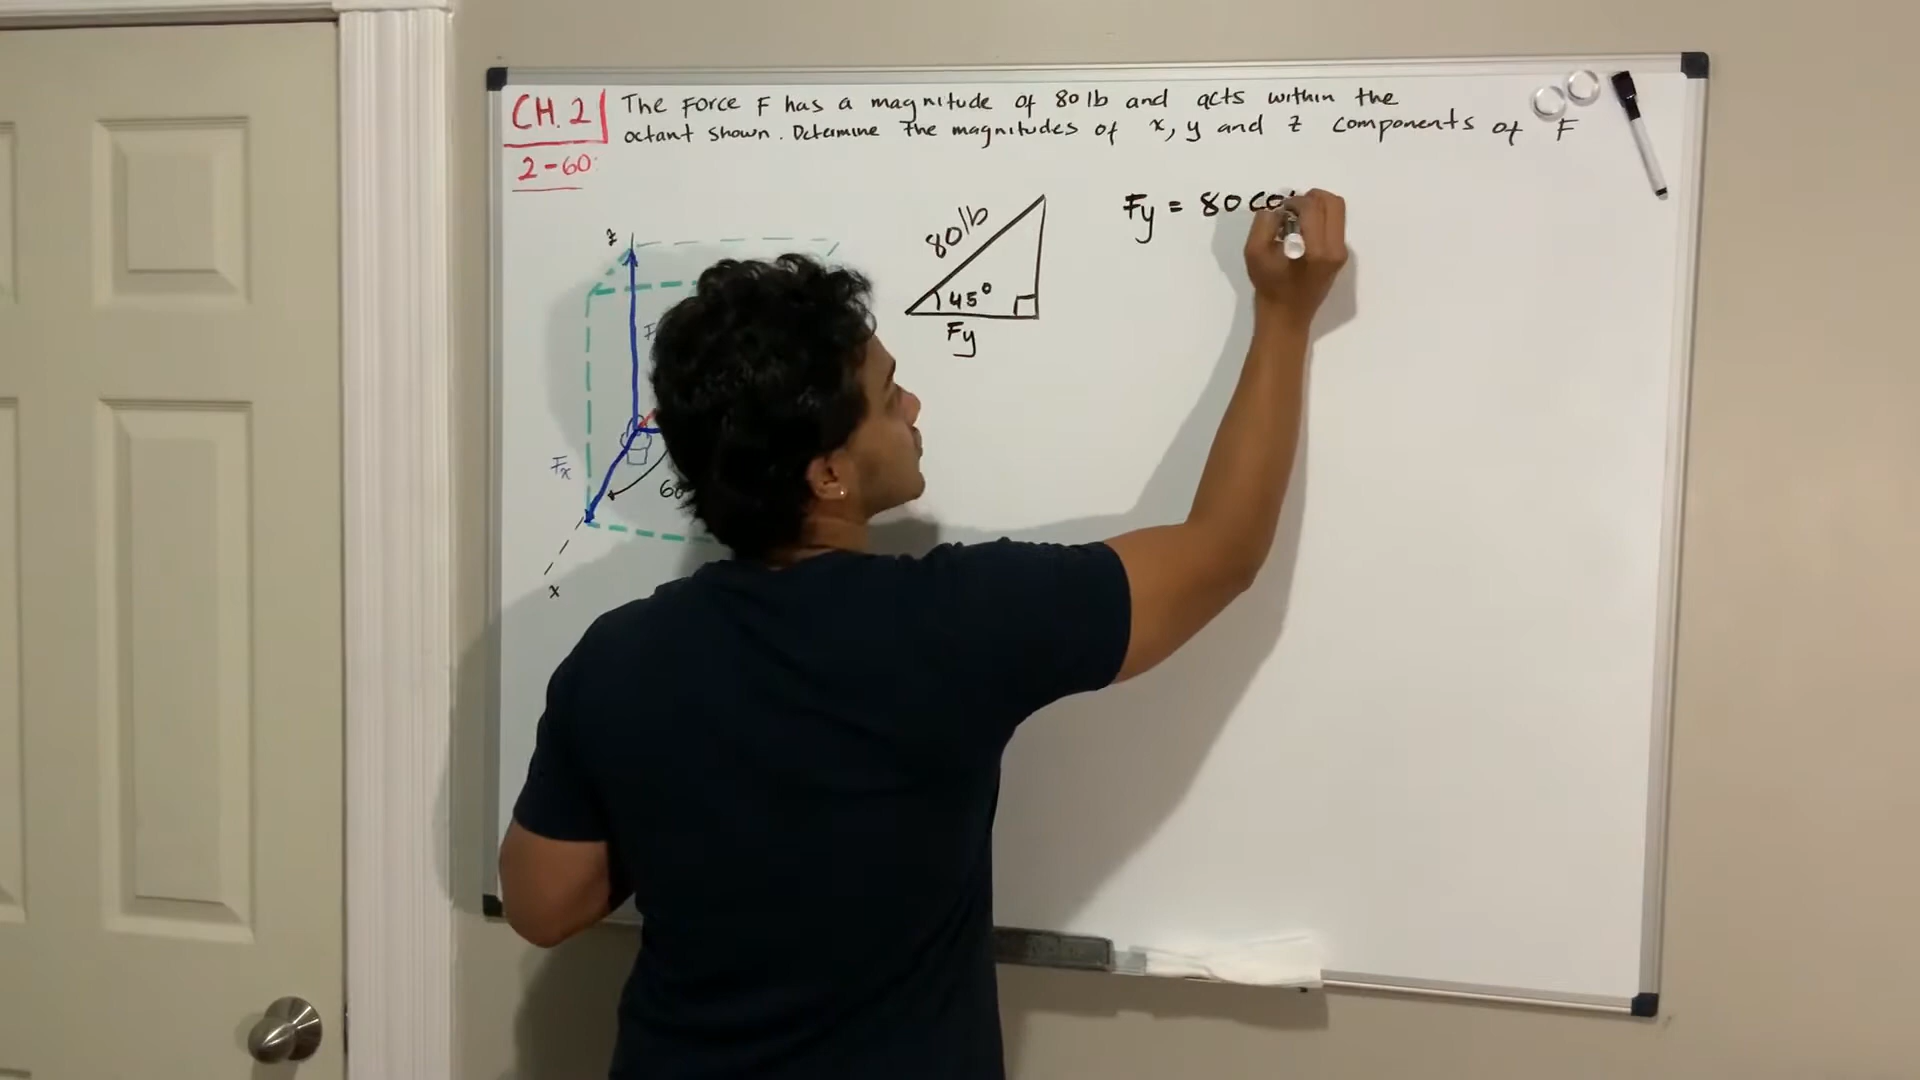 CH. 2
2-60:
The Force F has a magnitude of 80 lb and acts within the
octant shown. Determine the magnitudes of x, y and z components of F
z
F
Fx
60
x
80 lb
45°
Fy
Fy = 80 co